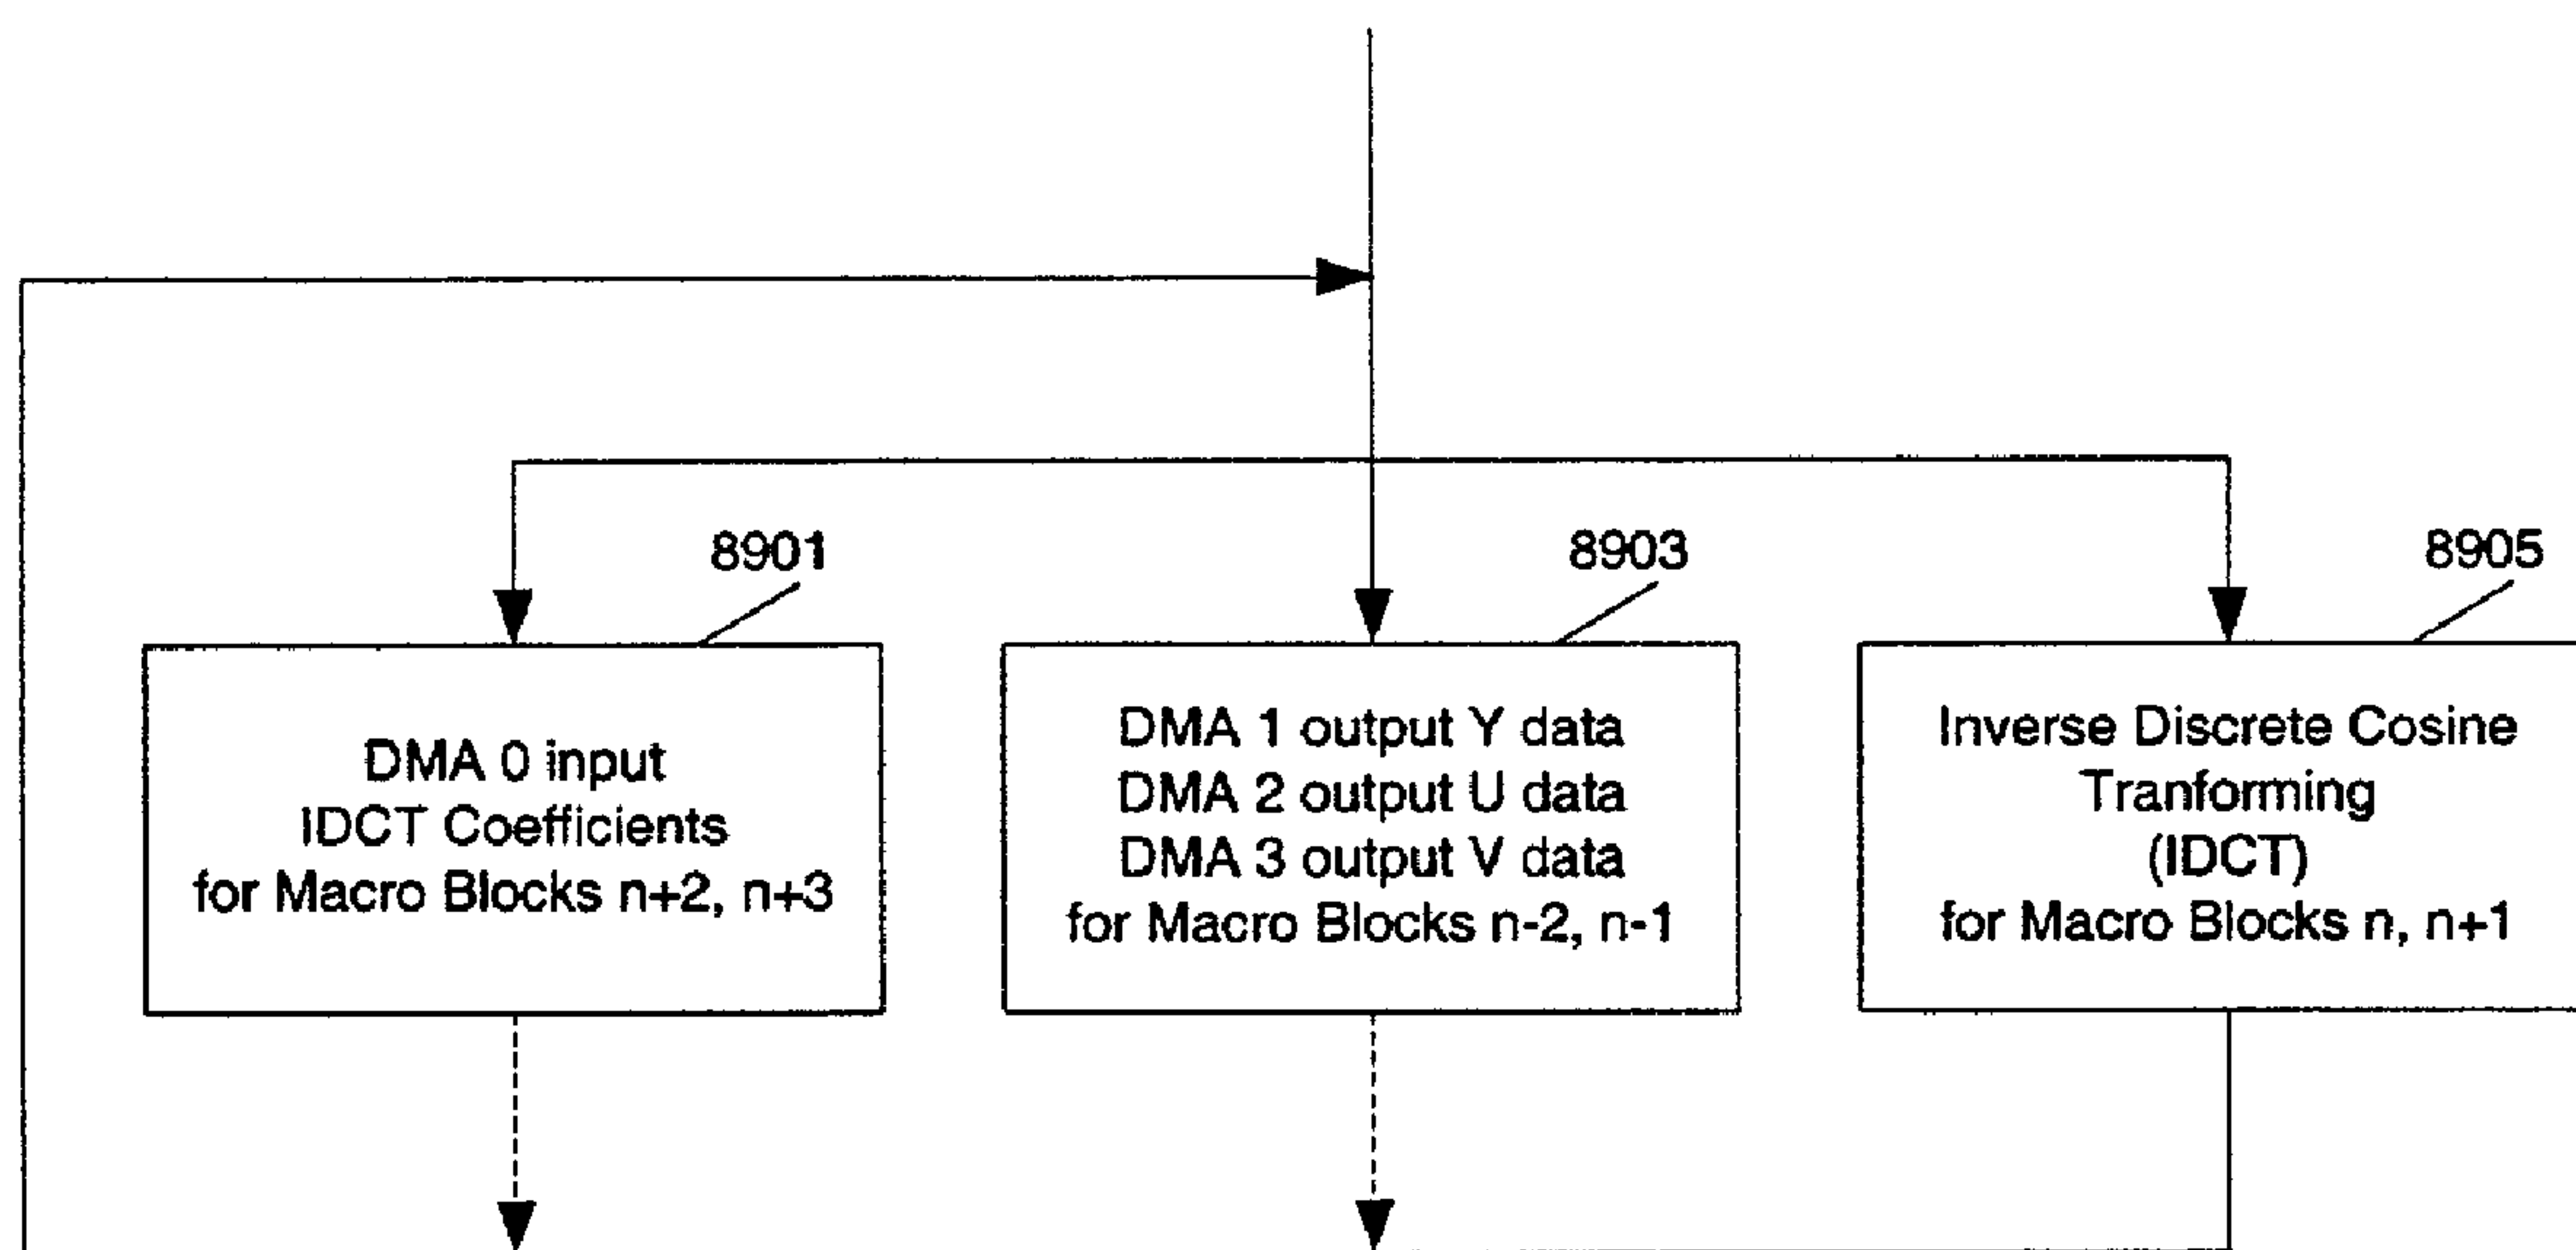 8901
8903
8905
DMA 0 input
IDCT Coefficients
for Macro Blocks n+2, n+3
DMA 1 output Y data
DMA 2 output U data
DMA 3 output V data
for Macro Blocks n-2, n-1
Inverse Discrete Cosine
Tranforming
(IDCT)
for Macro Blocks n, n+1